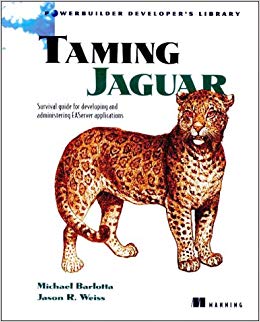 POWERBUILDER DEVELOPER'S LIBRARY
TAMING
JAGUAR
Survival guide for developing and
administering EAServer applications
Michael Barlotta
Jason R. Weiss
MANNING